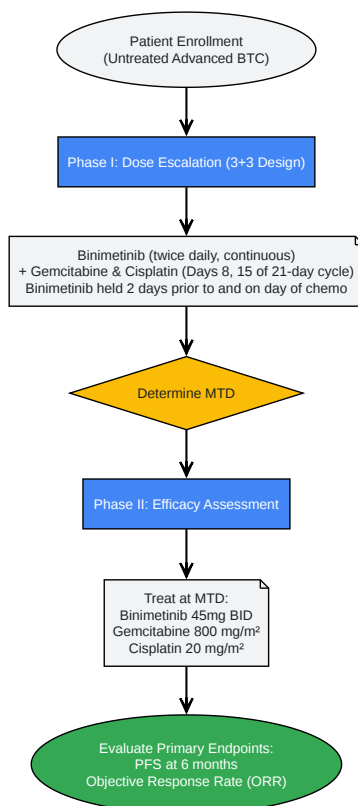 Patient Enrollment
(Untreated Advanced BTC)
Phase I: Dose Escalation (3+3 Design)
Binimetinib (twice daily, continuous)
+ Gemcitabine & Cisplatin (Days 8, 15 of 21-day cycle)
Binimetinib held 2 days prior to and on day of chemo
Determine MTD
Phase II: Efficacy Assessment
Treat at MTD:
Binimetinib 45mg BID
Gemcitabine 800 mg/m²
Cisplatin 20 mg/m²
Evaluate Primary Endpoints:
PFS at 6 months
Objective Response Rate (ORR)